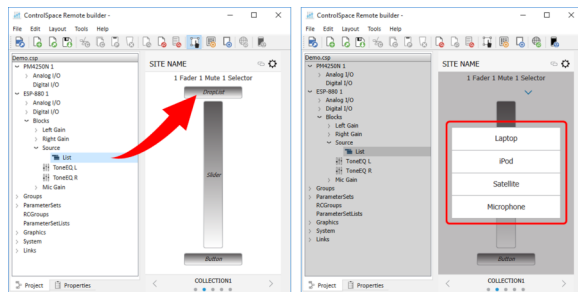 ControlSpace Remote builder -
File Edit Layout Tools Help
Demo.csp
PM4250N 1
Analog I/O
Digital I/O
ESP-880 1
Analog I/O
Digital I/O
Blocks
Left Gain
Right Gain
Source
List
ToneEQ L
ToneEQ R
Mic Gain
Groups
ParameterSets
RCGroups
ParameterSetLists
Graphics
System
Links
Project Properties
SITE NAME
1 Fader 1 Mute 1 Selector
DropList
Slider
Button
COLLECTION1
ControlSpace Remote builder -
File Edit Layout Tools Help
Demo.csp
PM4250N 1
Analog I/O
Digital I/O
ESP-880 1
Analog I/O
Digital I/O
Blocks
Left Gain
Right Gain
Source
List
ToneEQ L
ToneEQ R
Mic Gain
Groups
ParameterSets
RCGroups
ParameterSetLists
Graphics
System
Links
Project Properties
SITE NAME
1 Fader 1 Mute 1 Selector
Laptop
iPod
Satellite
Microphone
Button
COLLECTION1